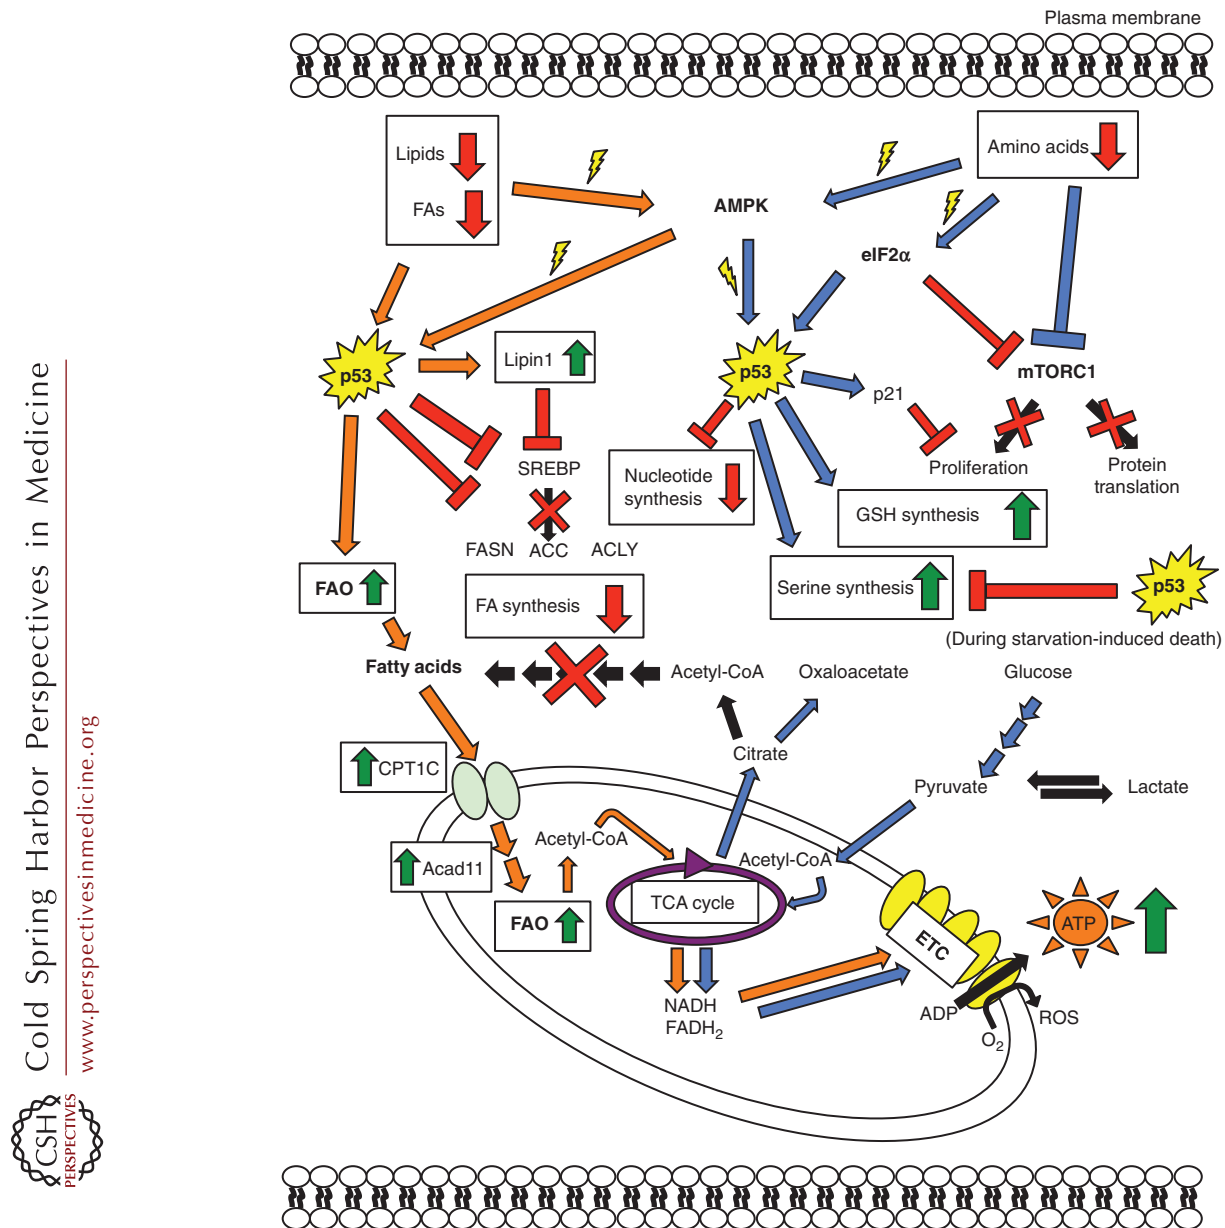 Plasma membrane
Lipids
FAs
Amino acids
AMPK
eIF2α
p53
Lipin1
p53
p21
mTORC1
SREBP
Nucleotide
synthesis
Proliferation
Protein
translation
GSH synthesis
FASN ACC ACLY
FAO
FA synthesis
Serine synthesis
p53
(During starvation-induced death)
Fatty acids
Acetyl-CoA
Oxaloacetate
Glucose
Citrate
CPT1C
Pyruvate
Lactate
Acetyl-CoA
Acetyl-CoA
Acad11
TCA cycle
FAO
ETC
ATP
NADH
FADH2
ADP
O2
ROS
Cold Spring Harbor Perspectives in Medicine
www.perspectivesinmedicine.org
CSH
PERSPECTIVES